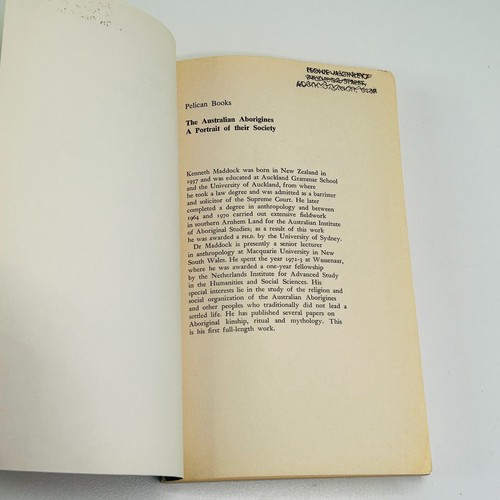 Pelican Books
The Australian Aborigines
A Portrait of their Society
Kenneth Maddock was born in New Zealand in
1937 and was educated at Auckland Grammar School
and the University of Auckland, from where
he took a law degree and was admitted as a barrister
and solicitor of the Supreme Court. He later
completed a degree in anthropology and between
1964 and 1970 carried out extensive fieldwork
in southern Arnhem Land for the Australian Institute
of Aboriginal Studies; as a result of this work
he was awarded a PH.D. by the University of Sydney.
Dr Maddock is presently a senior lecturer
in anthropology at Macquarie University in New
South Wales. He spent the year 1972-3 at Wassenaar,
where he was awarded a one-year fellowship
by the Netherlands Institute for Advanced Study
in the Humanities and Social Sciences. His
special interests lie in the study of the religion and
social organization of the Australian Aborigines
and other peoples who traditionally did not lead a
settled life. He has published several papers on
Aboriginal kinship, ritual and mythology. This
is his first full-length work.